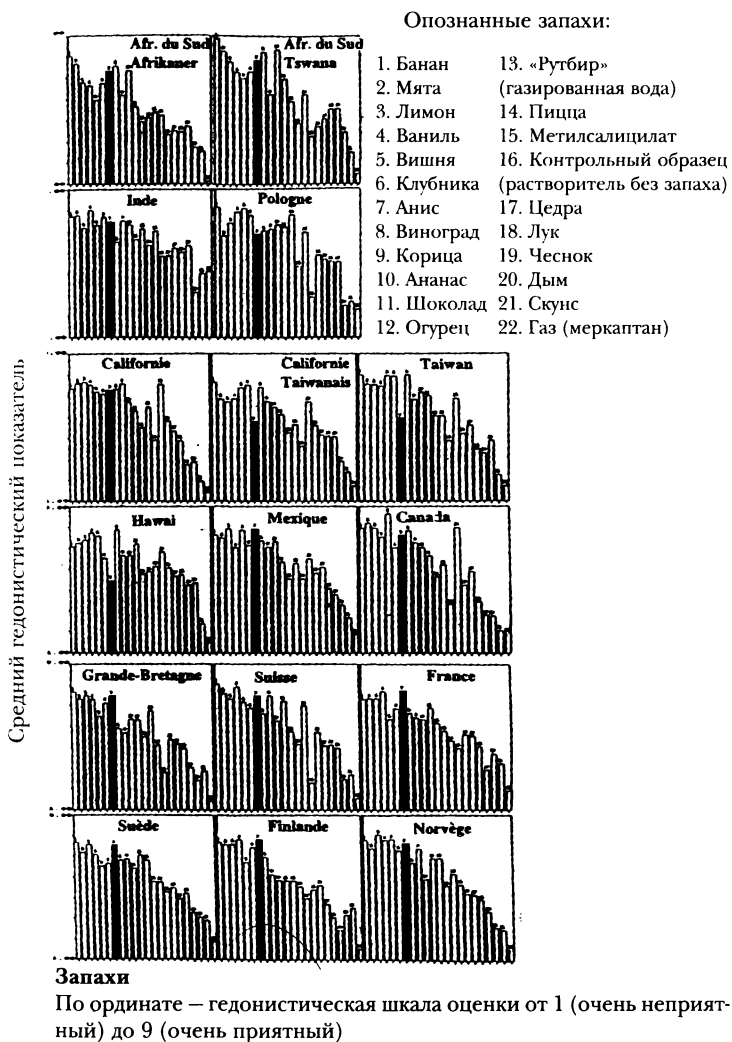 Опознанные запахи:
Afr. du Sud
Afrikaner
Afr. du Sud
Tswana
Inde
Pologne
1. Банан
2. Мята
3. Лимон
4. Ваниль
5. Вишня
6. Клубника
7. Анис
8. Виноград
9. Корица
10. Ананас
11. Шоколад
12. Огурец
13. «Рутбир»
(газированная вода)
14. Пицца
15. Метилсалицилат
16. Контрольный образец
(растворитель без запаха)
17. Цедра
18. Лук
19. Чеснок
20. Дым
21. Скунс
22. Газ (меркаптан)
Средний гедонистический показатель
Californie
Californie
Taiwanais
Taiwan
Hawai
Mexique
Canada
Grande-Bretagne
Suisse
France
Suède
Finlande
Norvège
Запахи
По ординате — гедонистическая шкала оценки от 1 (очень неприят-
ный) до 9 (очень приятный)